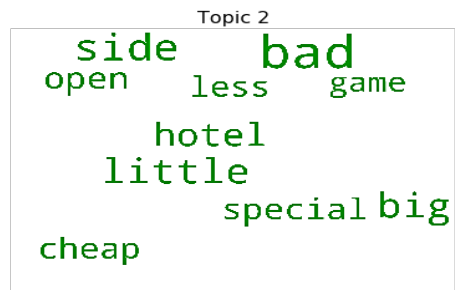 Topic 2
side bad
open less game
hotel
little
special big
cheap